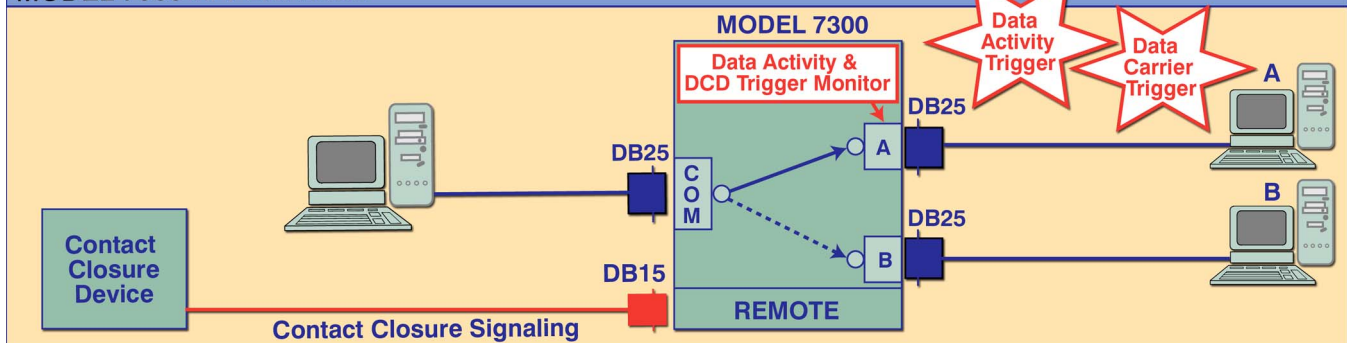 MODEL 7300
Data Activity &
DCD Trigger Monitor
Data
Activity
Trigger
Data
Carrier
Trigger
A
DB25
A
DB25
COM
B
DB25
B
Contact
Closure
Device
DB15
REMOTE
Contact Closure Signaling